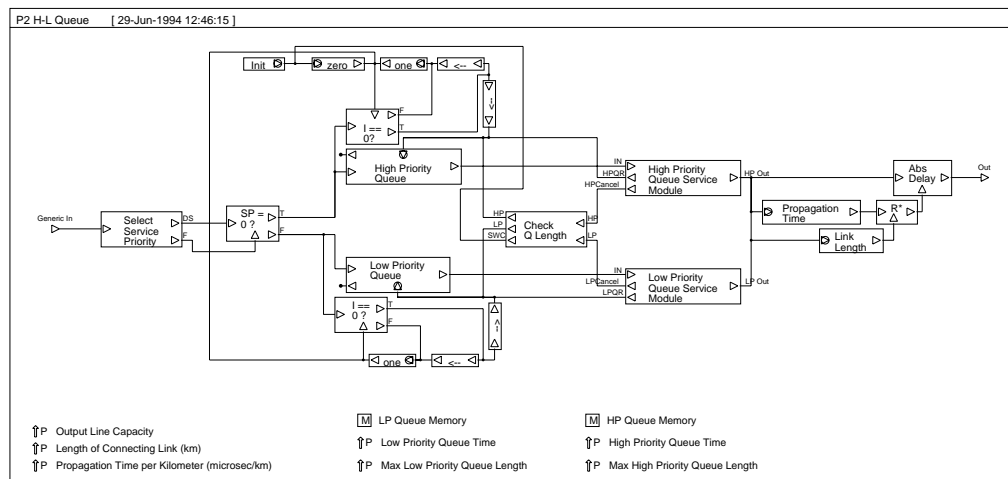 P2 H-L Queue [ 29-Jun-1994 12:46:15 ]
Init
zero
one
<--
-->
I ==
0?
F
T
High Priority
Queue
IN
HPQR
HPCancel
High Priority
Queue Service
Module
HP Out
Abs
Delay
Out
Propagation
Time
R*
Link
Length
Generic In
Select
Service
Priority
DS
F
SP =
0 ?
T
F
HP
LP
SWC
Check
Q Length
HP
LP
Low Priority
Queue
IN
LPCancel
LPQR
Low Priority
Queue Service
Module
LP Out
I ==
0 ?
T
F
-->
one
<--
P Output Line Capacity
P Length of Connecting Link (km)
P Propagation Time per Kilometer (microsec/km)
M LP Queue Memory
P Low Priority Queue Time
P Max Low Priority Queue Length
M HP Queue Memory
P High Priority Queue Time
P Max High Priority Queue Length